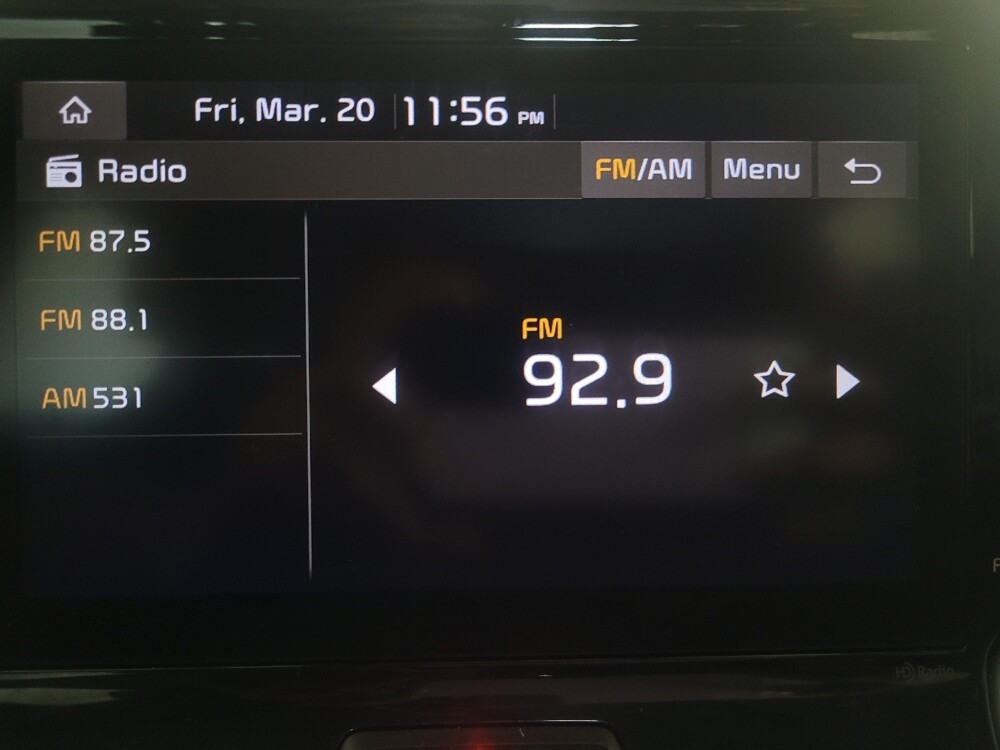 Fri, Mar. 20 11:56 PM
Radio FM/AM Menu
FM 87.5
FM 88.1
AM 531
FM
92.9
HD Radio